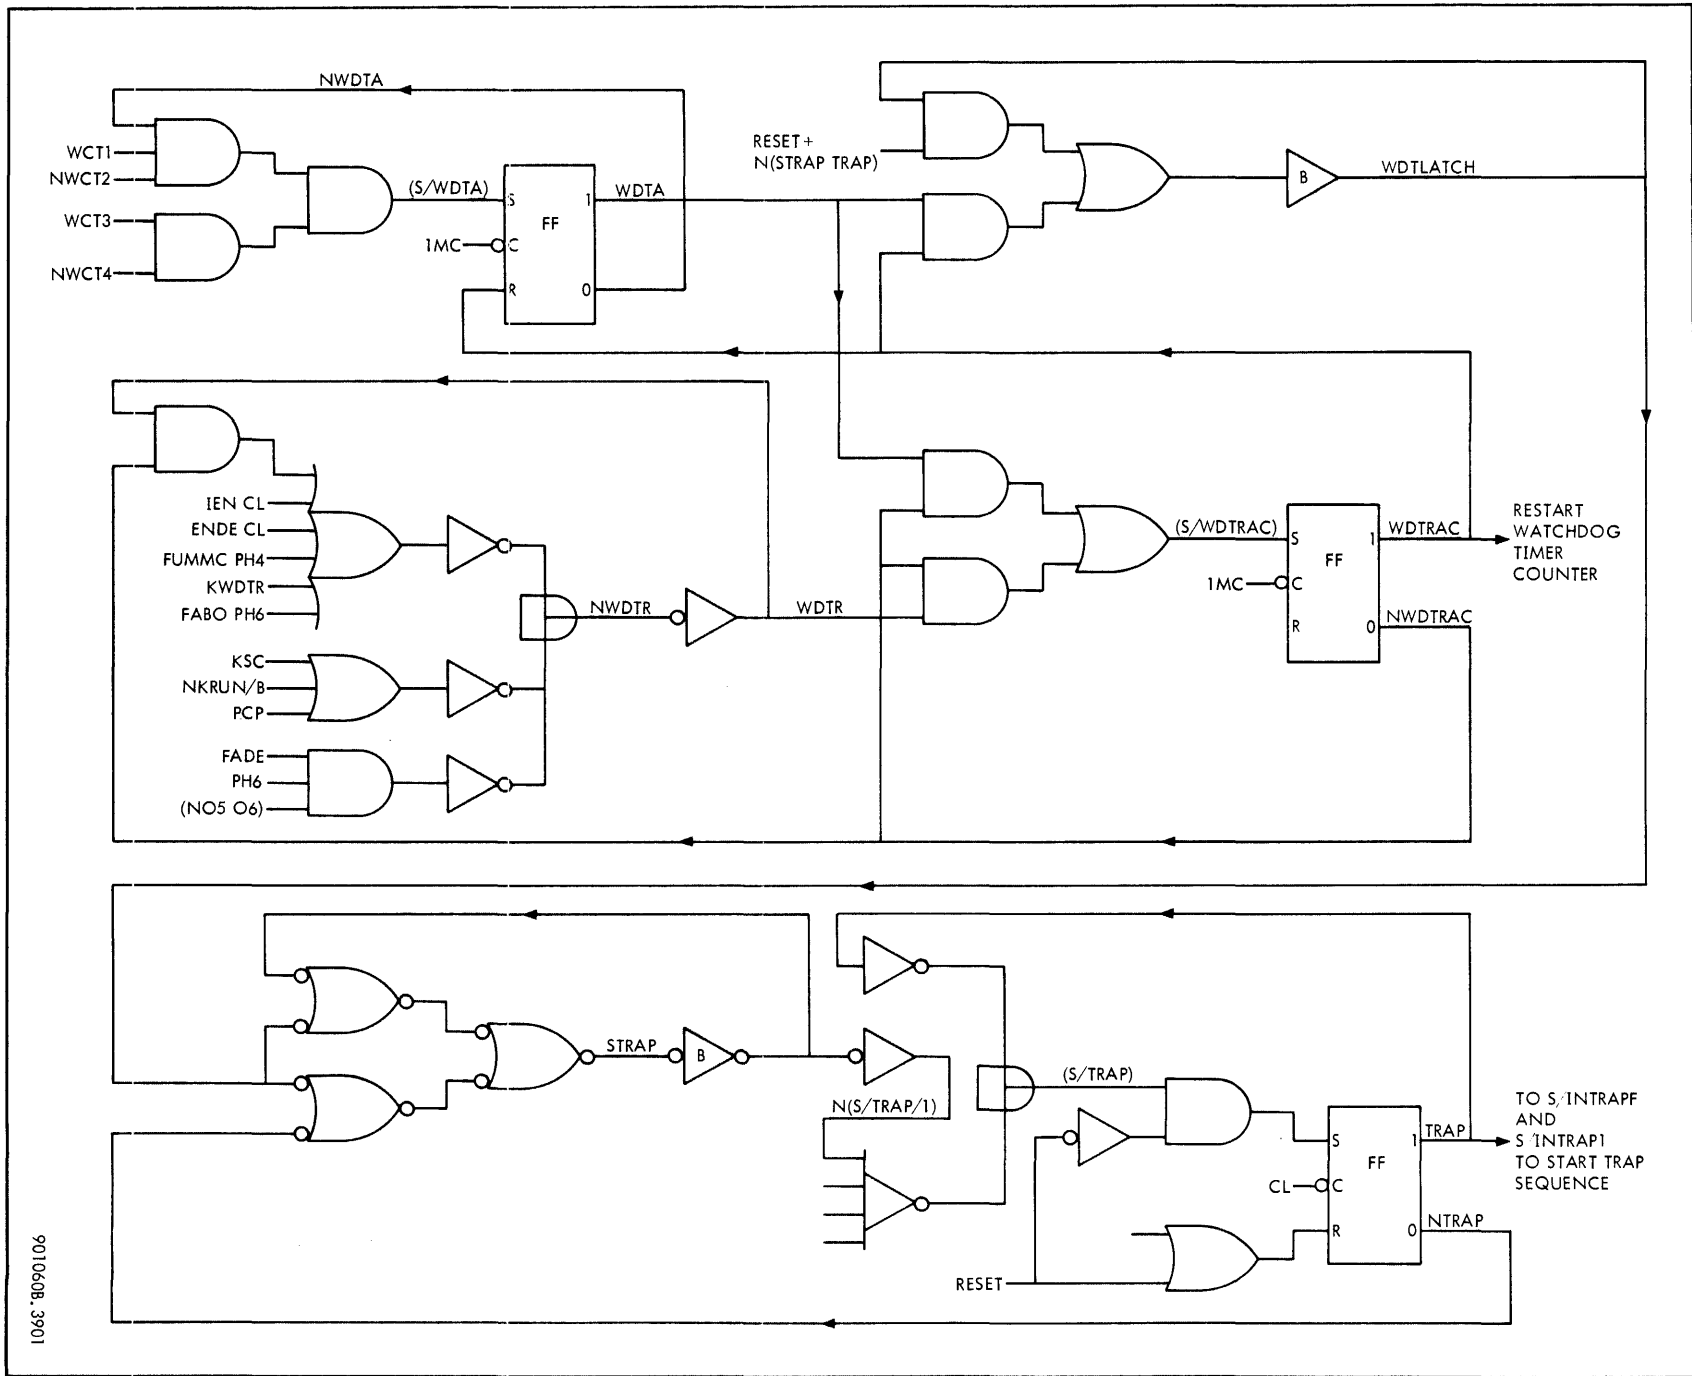 NWDTA
WCT1
NWCT2
WCT3
NWCT4
(S/WDTA)
S
1
FF
1MC
C
R
0
WDTA
RESET+
N(STRAP TRAP)
B
WDTLATCH
IEN CL
ENDE CL
FUMMC PH4
KWDTR
FABO PH6
KSC
NKRUN/B
PCP
FADE
PH6
(NO5 O6)
NWDTR
WDTR
(S/WDTRAC)
S
1
FF
1MC
C
R
0
WDTRAC
NWDTRAC
RESTART
WATCHDOG
TIMER
COUNTER
STRAP
B
N(S/TRAP/1)
(S/TRAP)
RESET
S
1
FF
CL
C
R
0
TRAP
NTRAP
TO S/INTRAPF
AND
S/INTRAP1
TO START TRAP
SEQUENCE
901060B.3901